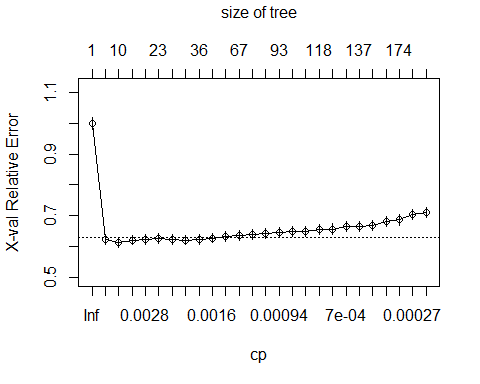 size of tree
1 10 23 36 67 93 118 137 174
X-val Relative Error
1.1
0.9
0.7
0.5
Inf 0.0028 0.0016 0.00094 7e-04 0.00027
cp